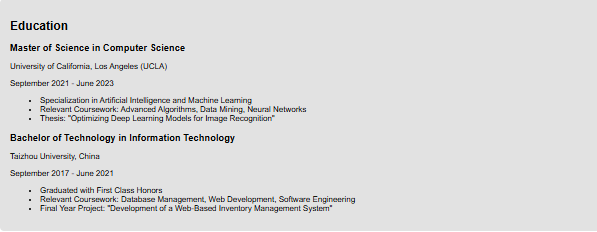 Education
Master of Science in Computer Science
University of California, Los Angeles (UCLA)
September 2021 - June 2023
• Specialization in Artificial Intelligence and Machine Learning
• Relevant Coursework: Advanced Algorithms, Data Mining, Neural Networks
• Thesis: "Optimizing Deep Learning Models for Image Recognition"
Bachelor of Technology in Information Technology
Taizhou University, China
September 2017 - June 2021
• Graduated with First Class Honors
• Relevant Coursework: Database Management, Web Development, Software Engineering
• Final Year Project: "Development of a Web-Based Inventory Management System"